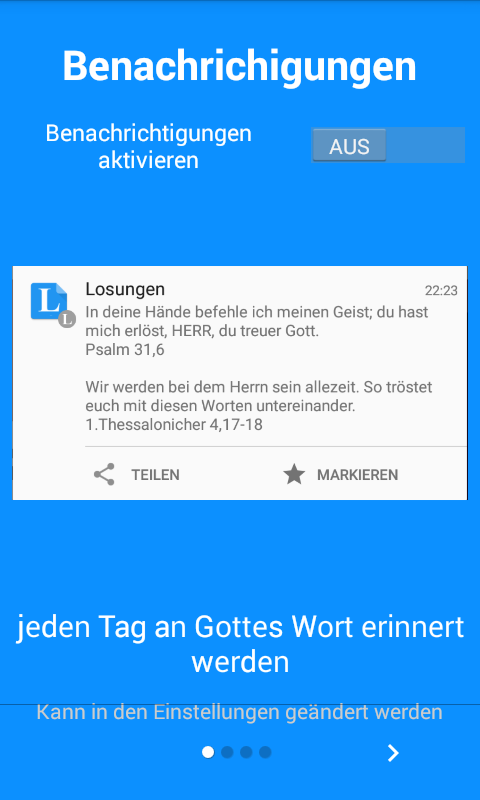 Benachrichigungen
Benachrichtigungen
aktivieren
AUS
L
L
Losungen
22:23
In deine Hände befehle ich meinen Geist; du hast
mich erlöst, HERR, du treuer Gott.
Psalm 31,6
Wir werden bei dem Herrn sein allezeit. So tröstet
euch mit diesen Worten untereinander.
1.Thessalonicher 4,17-18
TEILEN
MARKIEREN
jeden Tag an Gottes Wort erinnert
werden
Kann in den Einstellungen geändert werden